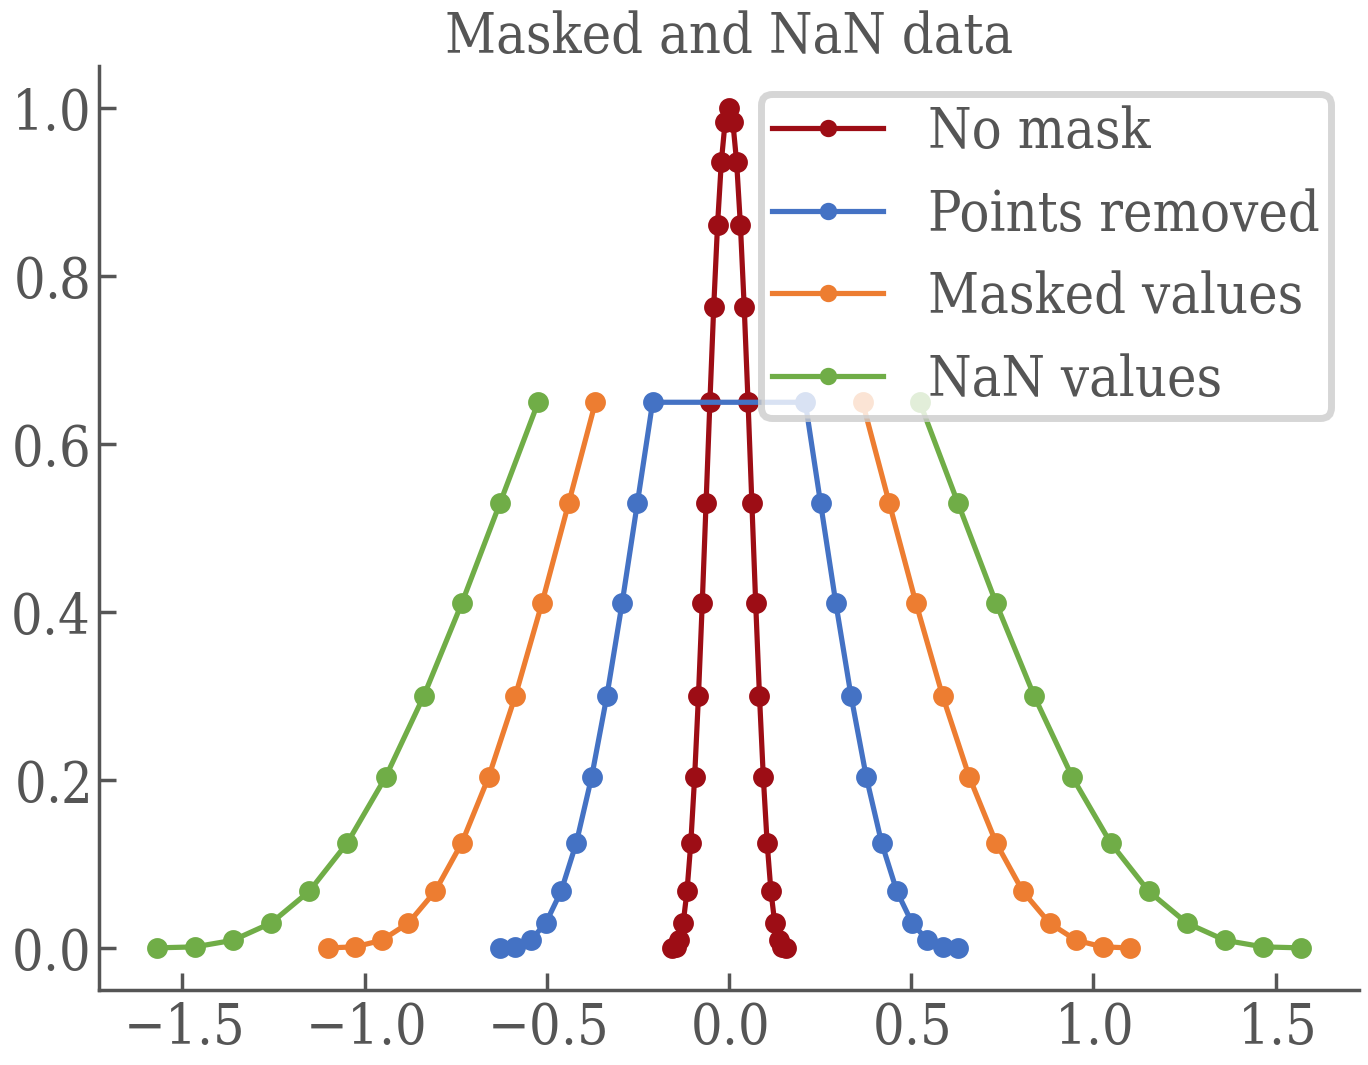 Masked and NaN data
1.0
0.8
0.6
0.4
0.2
0.0
No mask
Points removed
Masked values
NaN values
−1.5 −1.0 −0.5 0.0 0.5 1.0 1.5